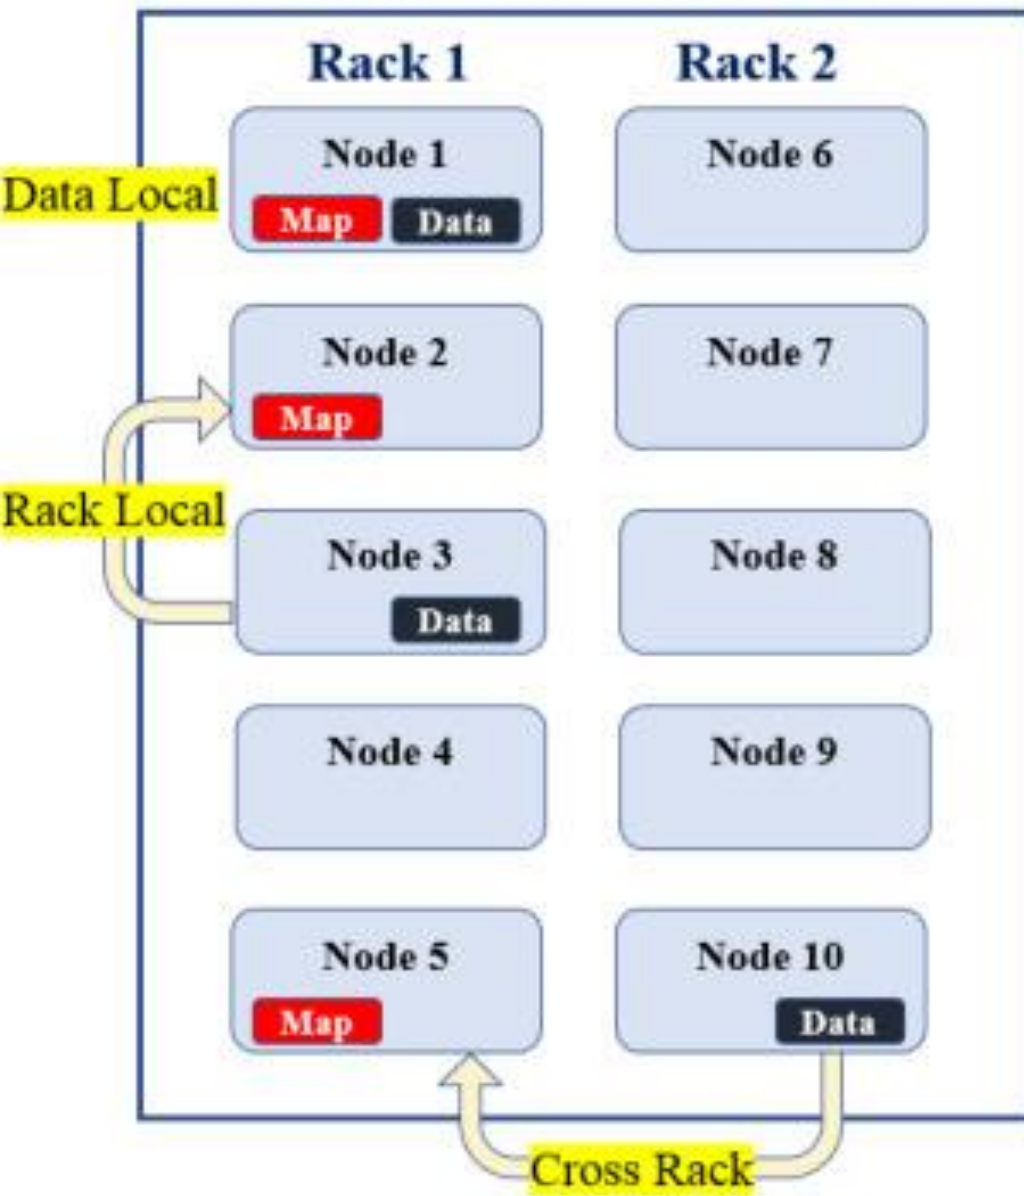 Rack 1 Rack 2
Node 1 Node 6
Data Local
Map Data
Node 2 Node 7
Map
Rack Local
Node 3 Node 8
Data
Node 4 Node 9
Node 5 Node 10
Map Data
Cross Rack